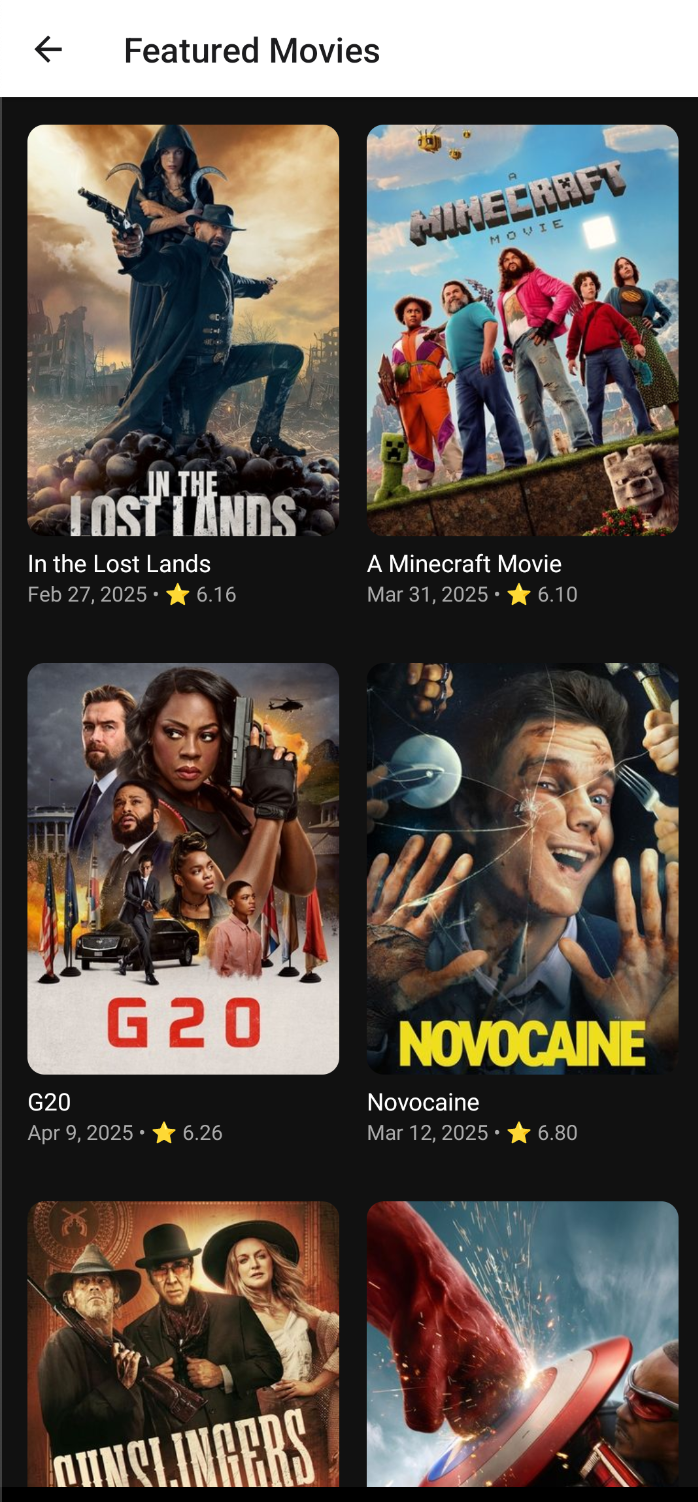 Featured Movies
IN THE
LOST LANDS
A
MINECRAFT
MOVIE
In the Lost Lands
Feb 27, 2025 • ⭐ 6.16
A Minecraft Movie
Mar 31, 2025 • ⭐ 6.10
G20
NOVOCAINE
G20
Apr 9, 2025 • ⭐ 6.26
Novocaine
Mar 12, 2025 • ⭐ 6.80
GUNSLINGERS